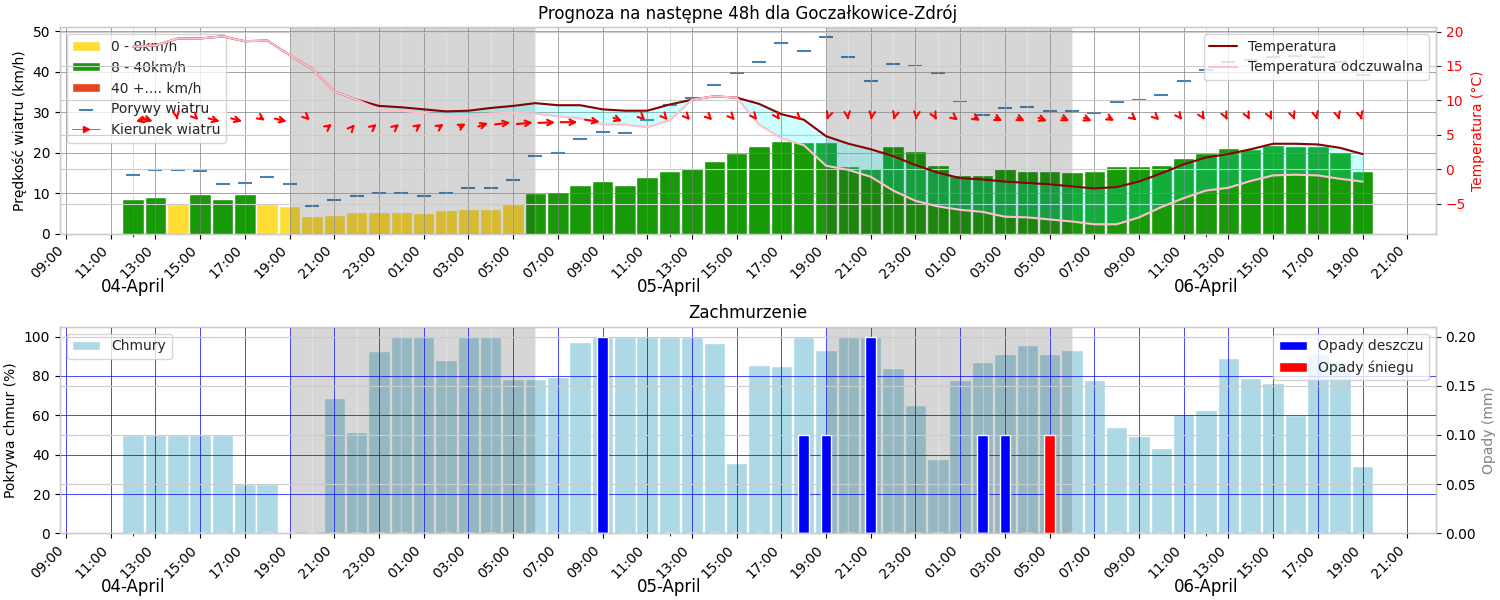 Prognoza na następne 48h dla Goczałkowice-Zdrój
Prędkość wiatru (km/h)
50
40
30
20
10
0
0 - 8km/h
8 - 40km/h
40 +.... km/h
Porywy wiatru
Kierunek wiatru
Temperatura
Temperatura odczuwalna
20
15
10
5
0
−5
Temperatura (°C)
09:00 11:00 13:00 15:00 17:00 19:00 21:00 23:00 01:00 03:00 05:00 07:00 09:00 11:00 13:00 15:00 17:00 19:00 21:00 23:00 01:00 03:00 05:00 07:00 09:00 11:00 13:00 15:00 17:00 19:00 21:00
04-April 05-April 06-April
Zachmurzenie
Pokrywa chmur (%)
100
80
60
40
20
0
Chmury
Opady deszczu
Opady śniegu
0.20
0.15
0.10
0.05
0.00
Opady (mm)
09:00 11:00 13:00 15:00 17:00 19:00 21:00 23:00 01:00 03:00 05:00 07:00 09:00 11:00 13:00 15:00 17:00 19:00 21:00 23:00 01:00 03:00 05:00 07:00 09:00 11:00 13:00 15:00 17:00 19:00 21:00
04-April 05-April 06-April